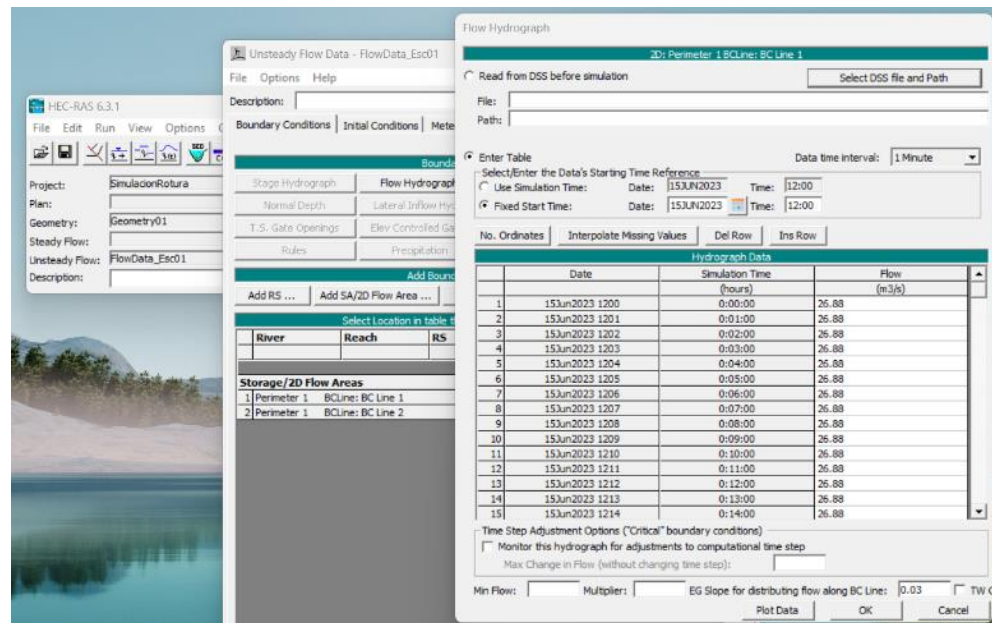 HEC-RAS 6.3.1
File Edit Run View Options
Project: SimulacionRotura
Plan:
Geometry: Geometry01
Steady Flow:
Unsteady Flow: FlowData_Esc01
Description:
Unsteady Flow Data - FlowData_Esc01
File Options Help
Description:
Boundary Conditions Initial Conditions Mete
Bounda
Stage Hydrograph Flow Hydrograph
Normal Depth Lateral Inflow Hyd
T.S. Gate Openings Elev Controlled Ga
Rules Precipitation
Add Bound
Add RS ... Add SA/2D Flow Area ...
Select Location in table t
River Reach RS
Storage/2D Flow Areas
1 Perimeter 1 BCLine: BC Line 1
2 Perimeter 1 BCLine: BC Line 2
Flow Hydrograph
2D: Perimeter 1 BCLine: BC Line 1
Read from DSS before simulation Select DSS file and Path
File:
Path:
Enter Table Data time interval: 1 Minute
Select/Enter the Data's Starting Time Reference
Use Simulation Time: Date: 15JUN2023 Time: 12:00
Fixed Start Time: Date: 15JUN2023 Time: 12:00
No. Ordinates Interpolate Missing Values Del Row Ins Row
Hydrograph Data
Date Simulation Time Flow
(hours) (m3/s)
1 15Jun2023 1200 0:00:00 26.88
2 15Jun2023 1201 0:01:00 26.88
3 15Jun2023 1202 0:02:00 26.88
4 15Jun2023 1203 0:03:00 26.88
5 15Jun2023 1204 0:04:00 26.88
6 15Jun2023 1205 0:05:00 26.88
7 15Jun2023 1206 0:06:00 26.88
8 15Jun2023 1207 0:07:00 26.88
9 15Jun2023 1208 0:08:00 26.88
10 15Jun2023 1209 0:09:00 26.88
11 15Jun2023 1210 0:10:00 26.88
12 15Jun2023 1211 0:11:00 26.88
13 15Jun2023 1212 0:12:00 26.88
14 15Jun2023 1213 0:13:00 26.88
15 15Jun2023 1214 0:14:00 26.88
Time Step Adjustment Options ("Critical" boundary conditions)
Monitor this hydrograph for adjustments to computational time step
Max Change in Flow (without changing time step):
Min Flow: Multiplier: EG Slope for distributing flow along BC Line: 0.03 TW
Plot Data OK Cancel